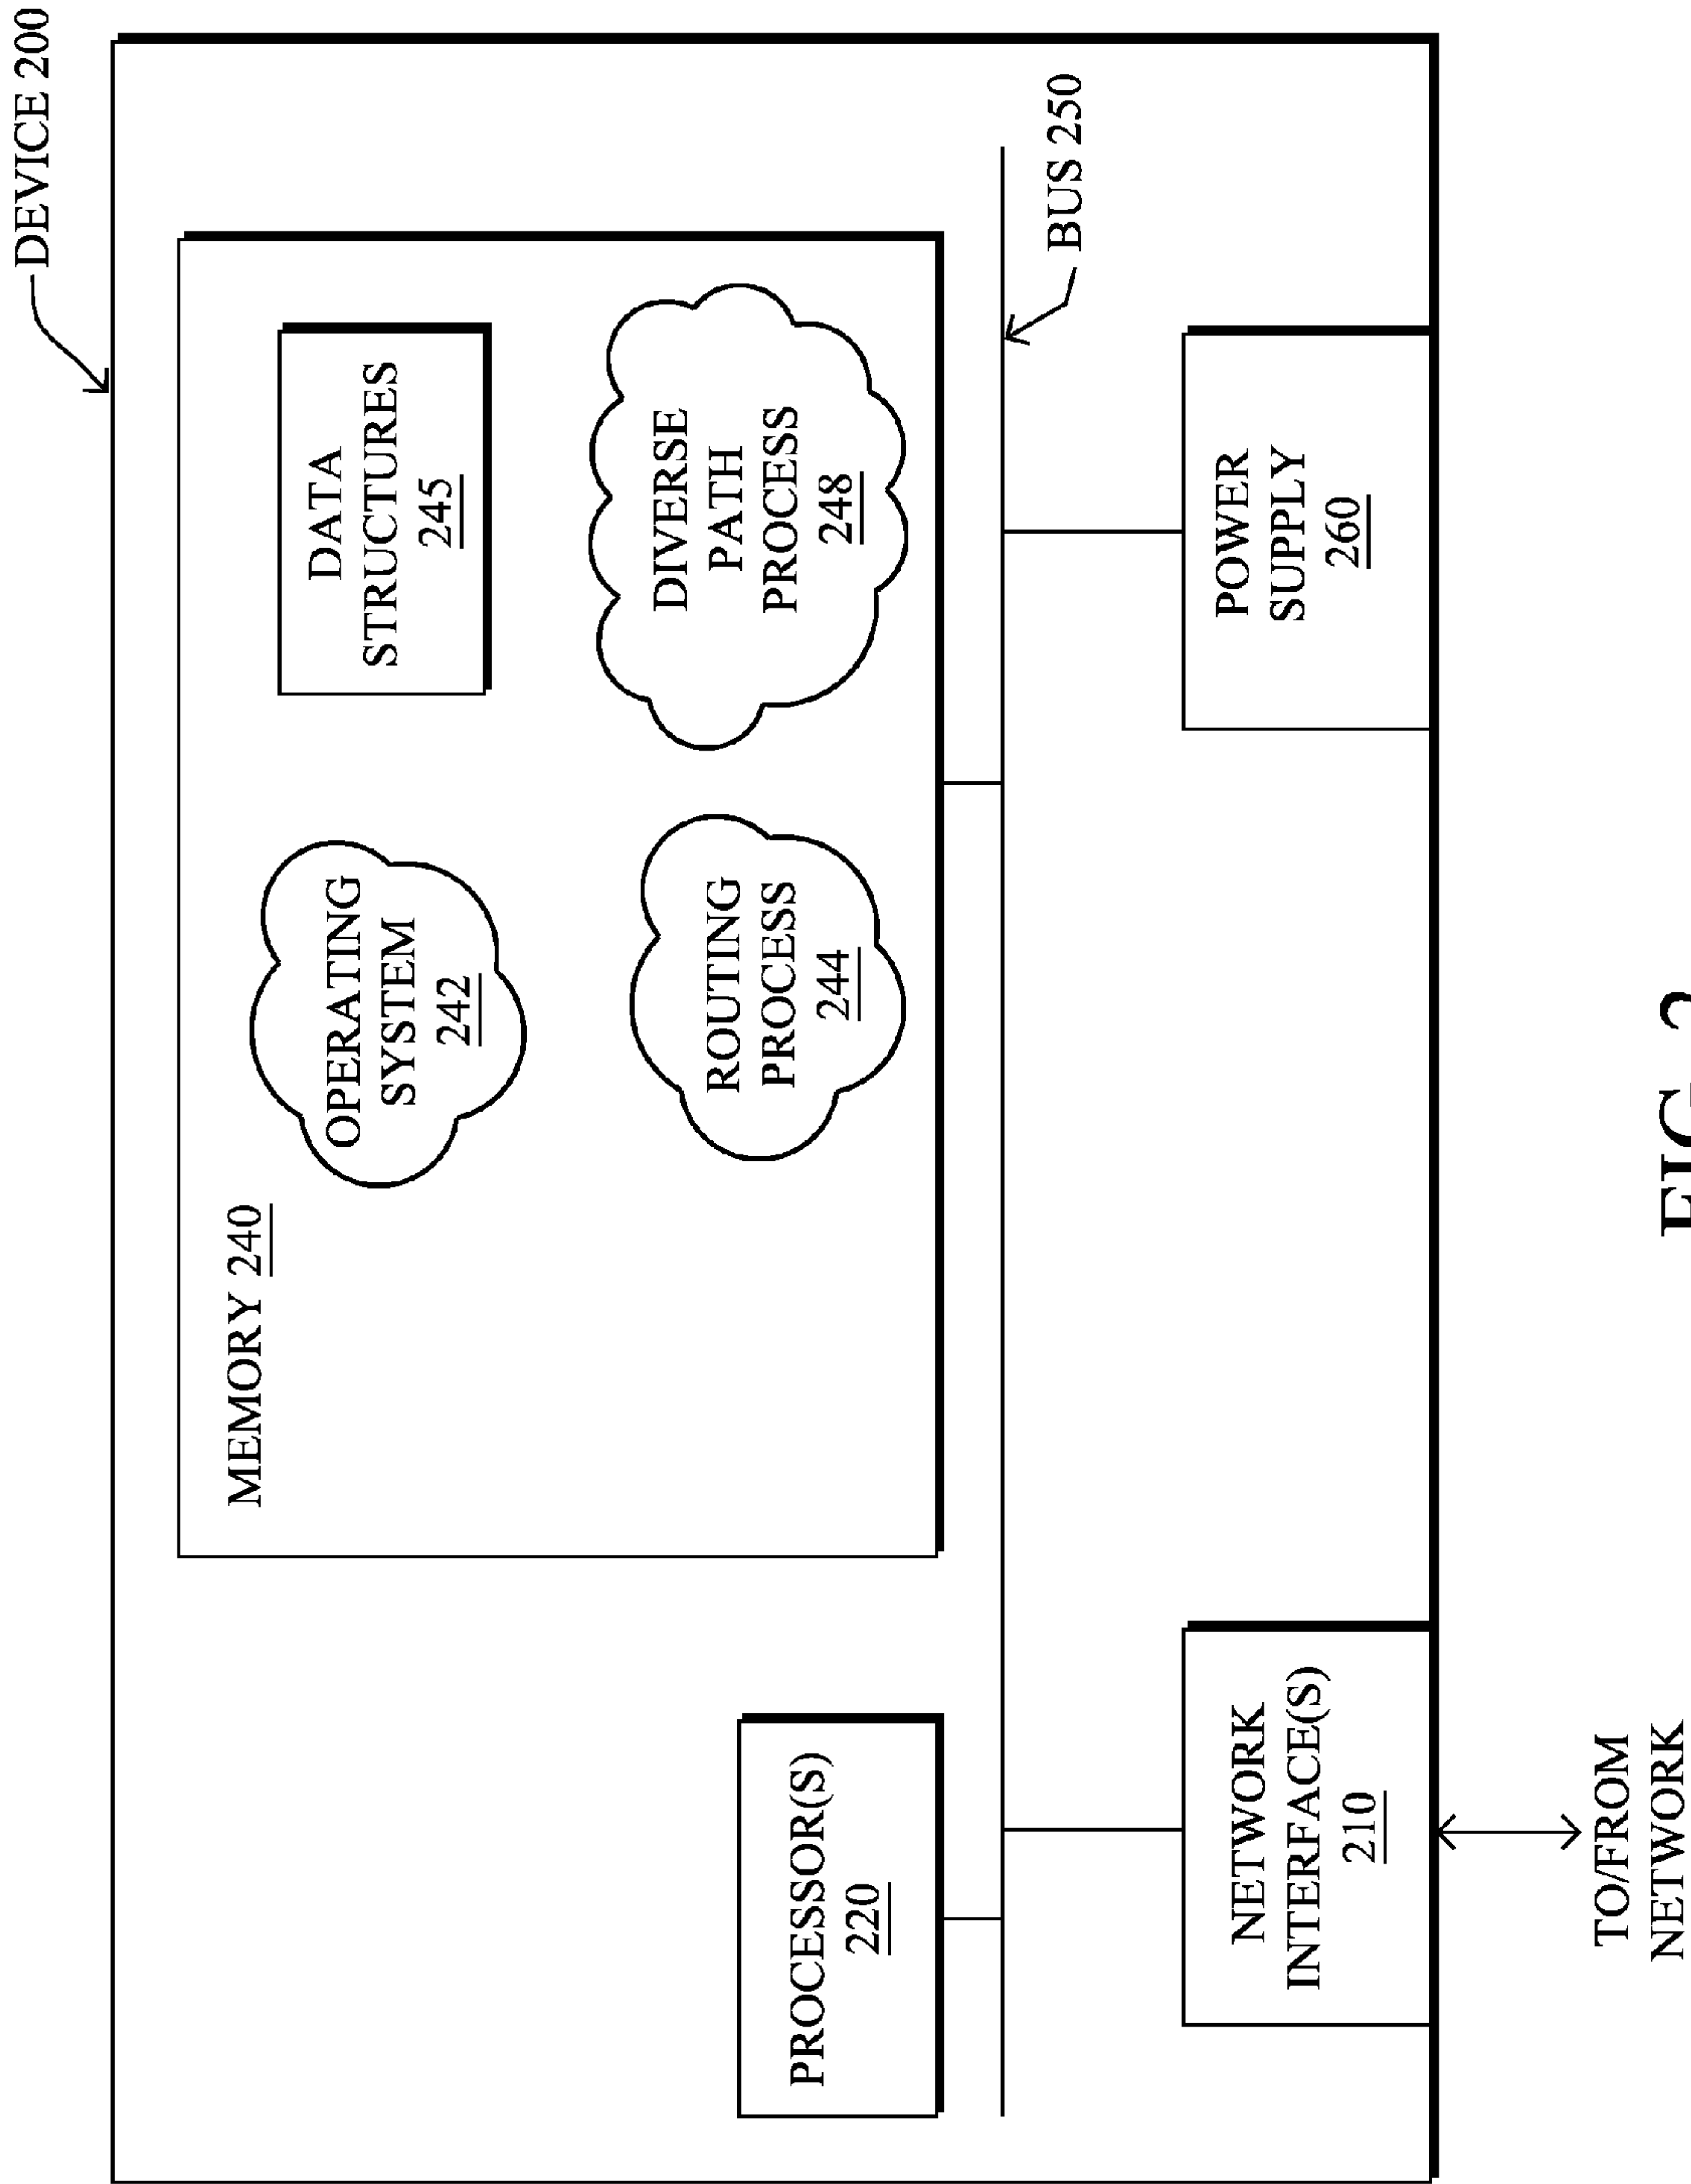 DEVICE 200
MEMORY 240
OPERATING
SYSTEM
242
DATA
STRUCTURES
245
ROUTING
PROCESS
244
DIVERSE
PATH
PROCESS
248
PROCESSOR(S)
220
BUS 250
NETWORK
INTERFACE(S)
210
POWER
SUPPLY
260
TO/FROM
NETWORK